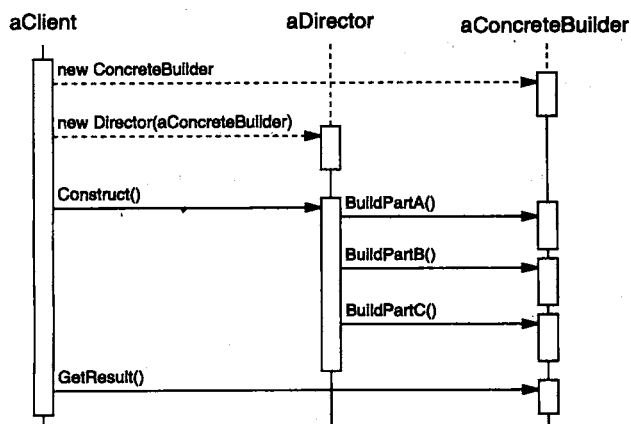 aClient
aDirector
aConcreteBuilder
new ConcreteBuilder
new Director(aConcreteBuilder)
Construct()
BuildPartA()
BuildPartB()
BuildPartC()
GetResult()